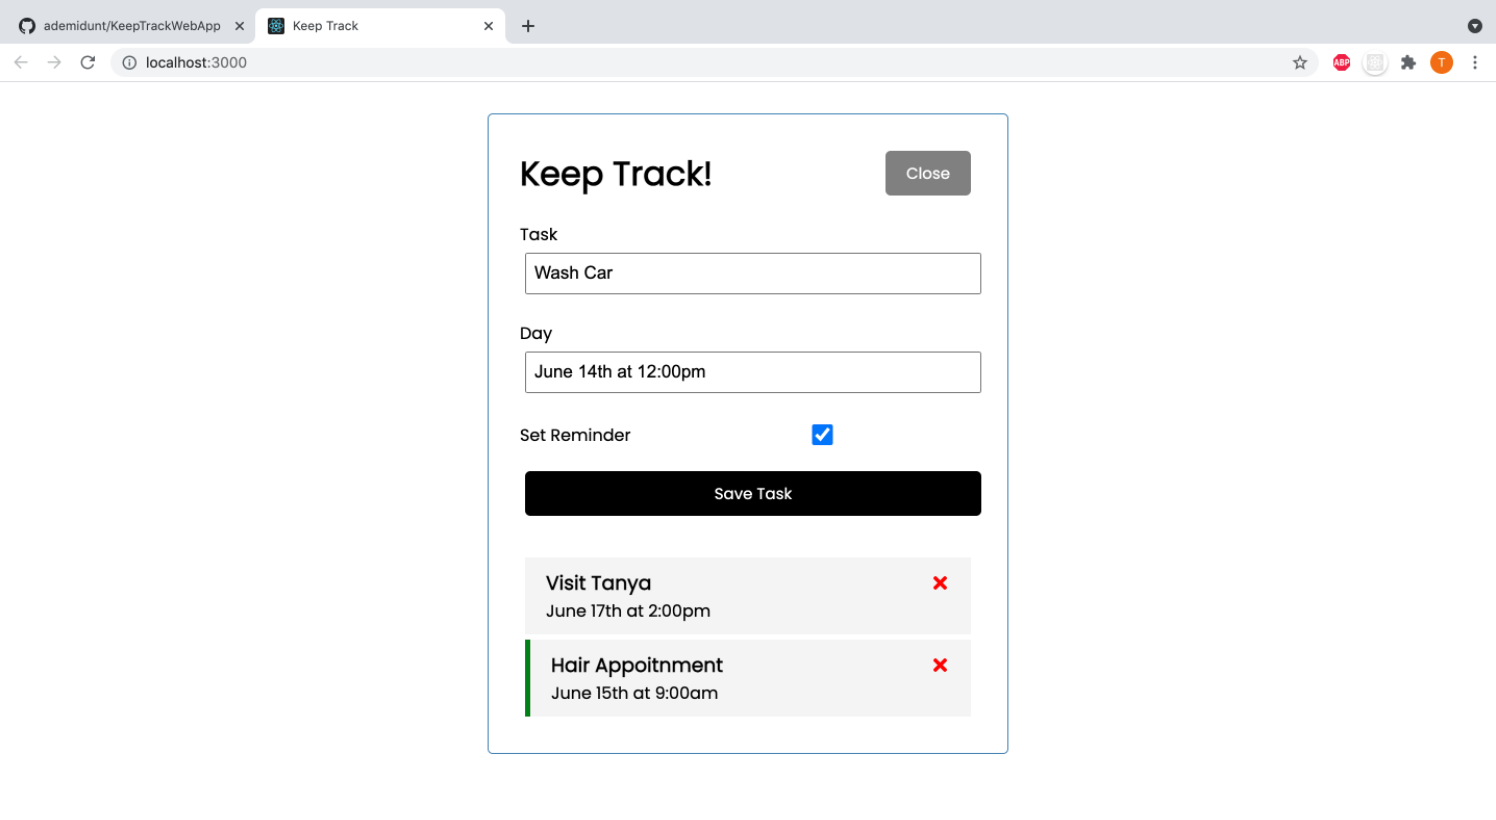 ademidunt/KeepTrackWebApp
Keep Track
localhost:3000
ABP
T
Keep Track!
Close
Task
Wash Car
Day
June 14th at 12:00pm
Set Reminder
Save Task
Visit Tanya
June 17th at 2:00pm
Hair Appoitnment
June 15th at 9:00am